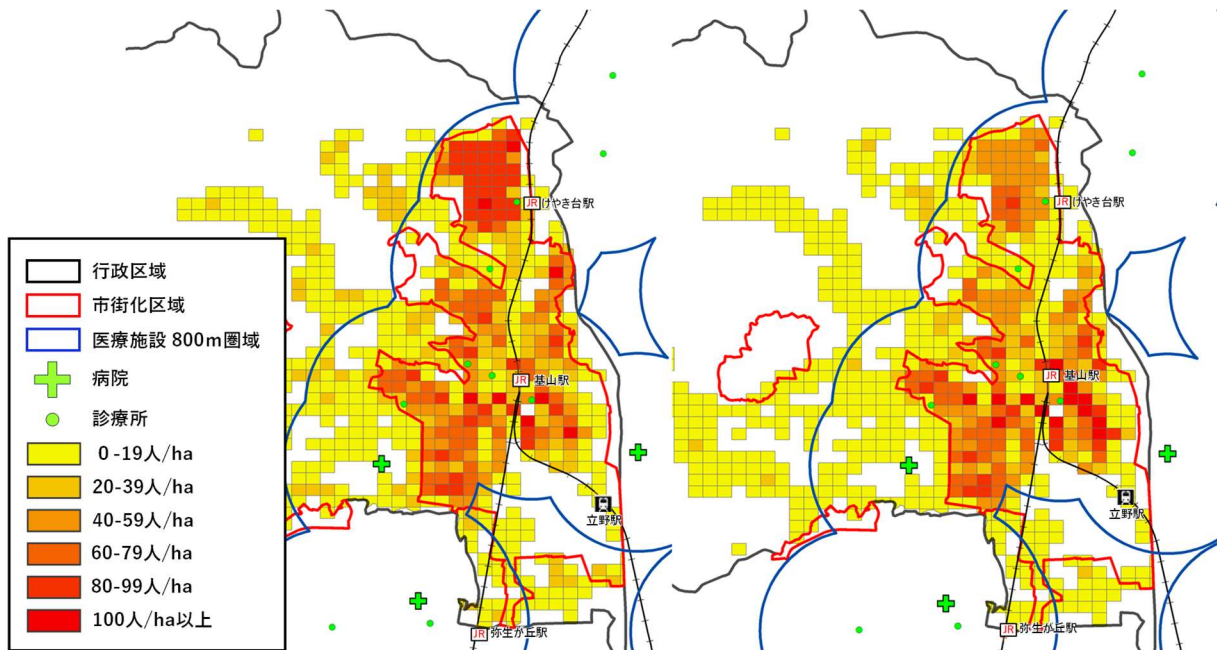 行政区域
市街化区域
医療施設 800m圏域
病院
診療所
0-19人/ha
20-39人/ha
40-59人/ha
60-79人/ha
80-99人/ha
100人/ha以上
JR けやき台駅
JR 基山駅
立野駅
JR 弥生が丘駅
JR けやき台駅
JR 基山駅
立野駅
JR 弥生が丘駅